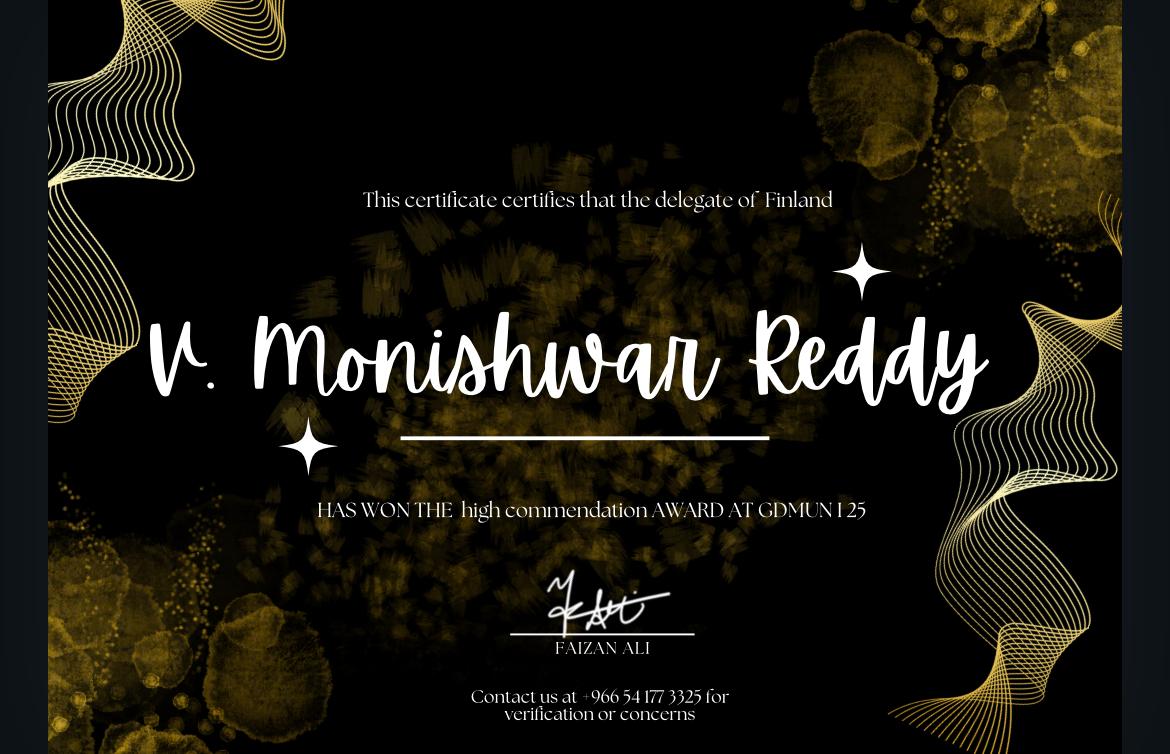 This certificate certifies that the delegate of Finland
V. Monishwar Reddy
HAS WON THE high commendation AWARD AT GDMUN I 25
FAIZAN ALI
Contact us at +966 54 177 3325 for
verification or concerns